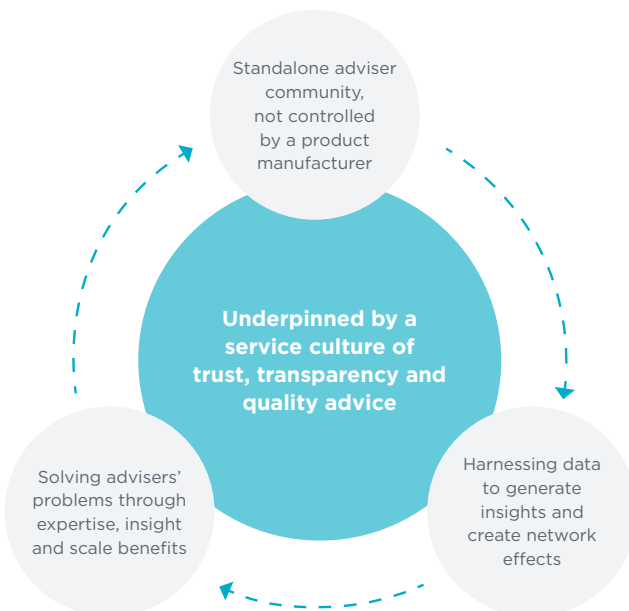 Standalone adviser
community,
not controlled
by a product
manufacturer
Underpinned by a
service culture of
trust, transparency and
quality advice
Solving advisers’
problems through
expertise, insight
and scale benefits
Harnessing data
to generate
insights and
create network
effects